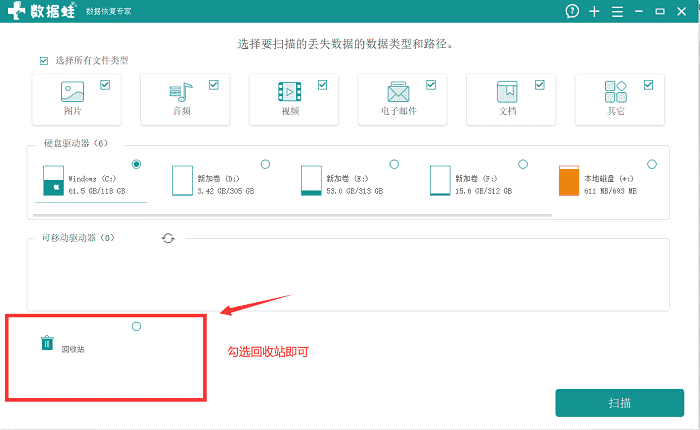 数据蛙 数据恢复专家
选择要扫描的丢失数据的数据类型和路径。
选择所有文件类型
图片 音频 视频 电子邮件 文档 其它
硬盘驱动器 (6)
Windows (C:) 新加卷 (D:) 新加卷 (E:) 新加卷 (F:) 本地磁盘 (*:)
61.5 GB/118 GB 3.42 GB/305 GB 53.0 GB/313 GB 15.6 GB/312 GB 611 MB/693 MB
可移动驱动器 (0)
回收站
勾选回收站即可
扫描